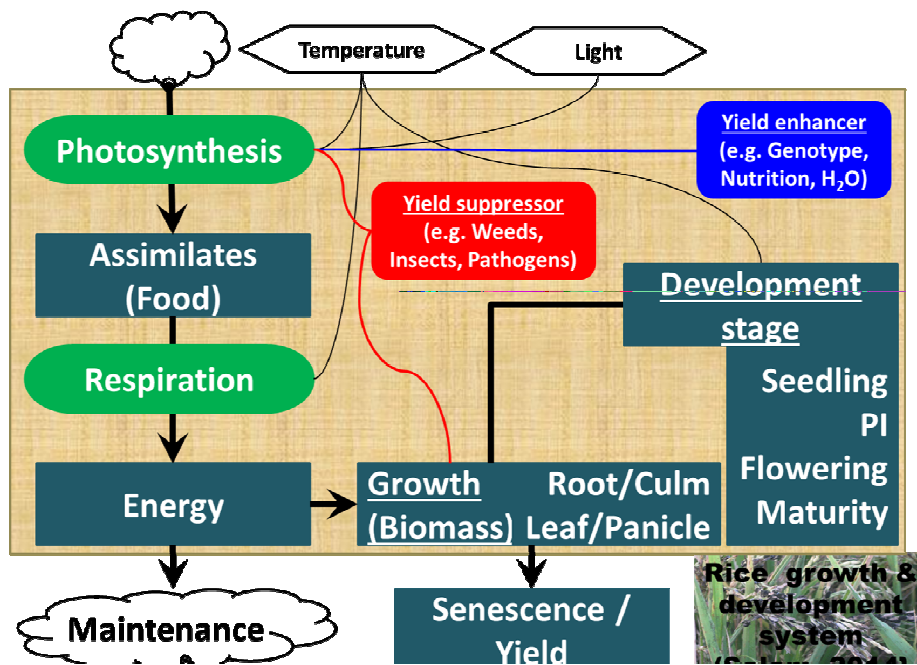 Temperature
Light
Photosynthesis
Yield enhancer
(e.g. Genotype,
Nutrition, H₂O)
Yield suppressor
(e.g. Weeds,
Insects, Pathogens)
Assimilates
(Food)
Development
stage
Respiration
Seedling
PI
Flowering
Maturity
Energy
Growth
(Biomass)
Root/Culm
Leaf/Panicle
Maintenance
Senescence /
Yield
Rice growth &
development
system